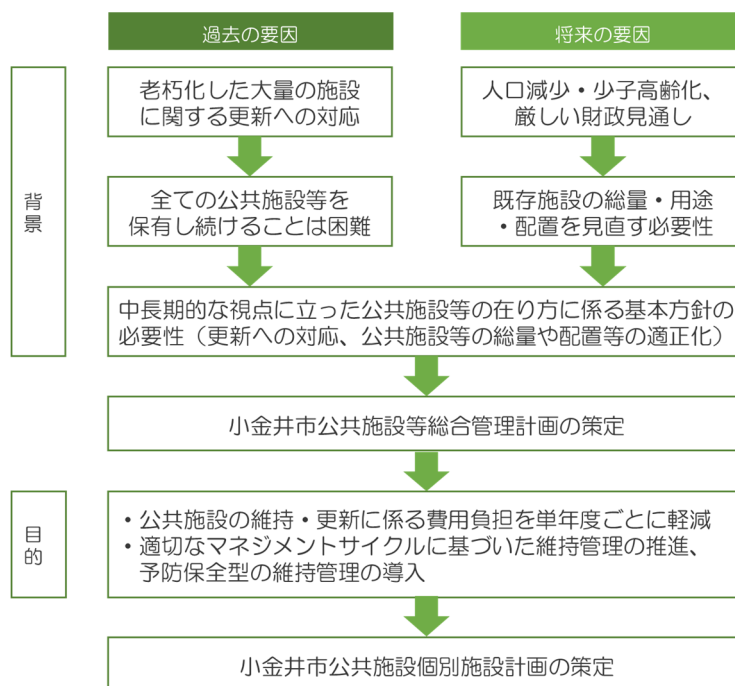 過去の要因
将来の要因
背景
老朽化した大量の施設
に関する更新への対応
人口減少・少子高齢化、
厳しい財政見通し
全ての公共施設等を
保有し続けることは困難
既存施設の総量・用途
・配置を見直す必要性
中長期的な視点に立った公共施設等の在り方に係る基本方針の
必要性（更新への対応、公共施設等の総量や配置等の適正化）
小金井市公共施設等総合管理計画の策定
目的
・公共施設の維持・更新に係る費用負担を単年度ごとに軽減
・適切なマネジメントサイクルに基づいた維持管理の推進、
予防保全型の維持管理の導入
小金井市公共施設個別施設計画の策定